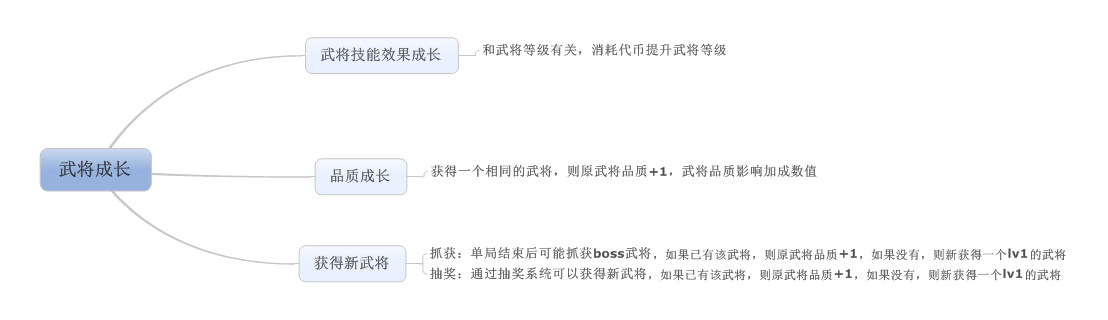 武将技能效果成长
和武将等级有关，消耗代币提升武将等级
武将成长
品质成长
获得一个相同的武将，则原武将品质+1，武将品质影响加成数值
获得新武将
抓获：单局结束后可能抓获boss武将，如果已有该武将，则原武将品质+1，如果没有，则新获得一个lv1的武将
抽奖：通过抽奖系统可以获得新武将，如果已有该武将，则原武将品质+1，如果没有，则新获得一个lv1的武将